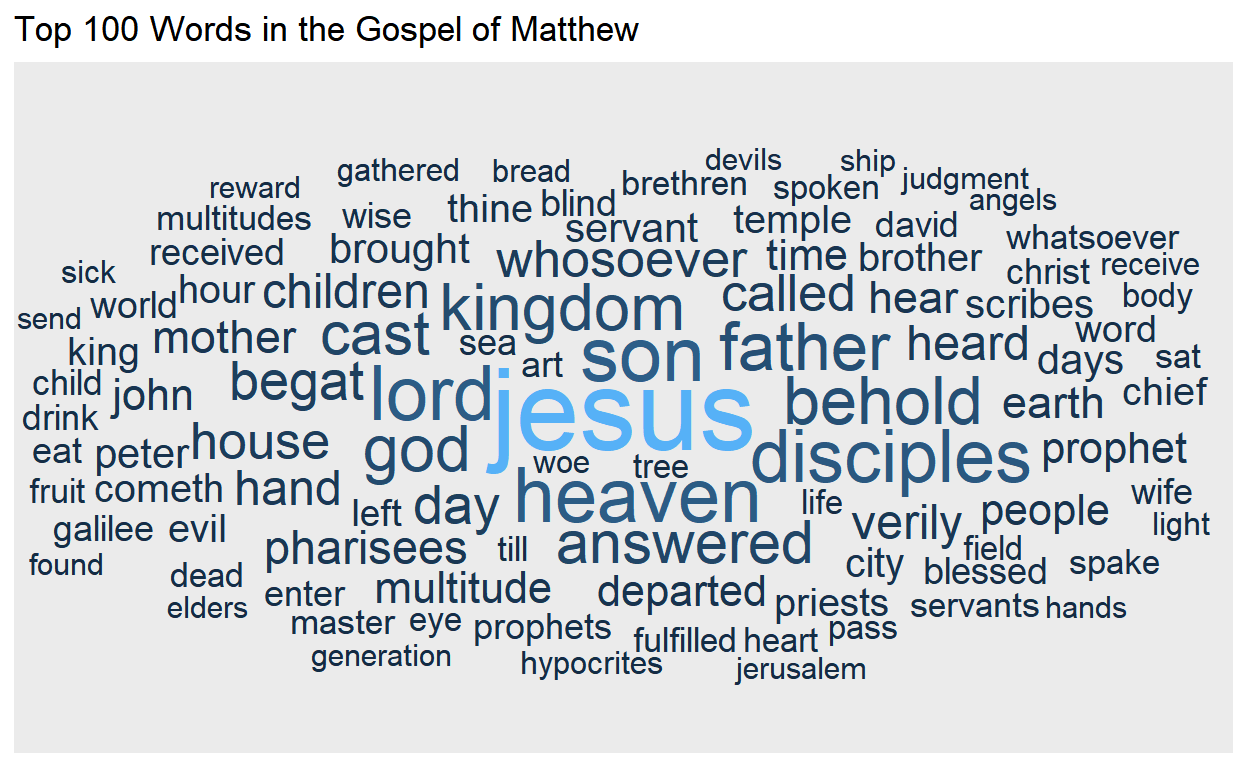 Top 100 Words in the Gospel of Matthew
devils ship
gathered bread brethren spoken judgment
reward angels
multitudes wise thine blind servant temple david
received brought whosoever time brother whatsoever
sick christ receive
send world hour children kingdom called hear scribes body
king mother cast sea son father heard word
art days sat
child john begat lord jesus behold earth chief
drink
eat peter house god disciples prophet
woe tree
fruit cometh hand left day heaven life people wife
galilee evil verily light
found pharisees till answered field
dead city blessed spake
elders enter multitude departed priests servants hands
master eye prophets fulfilled heart pass
generation hypocrites jerusalem